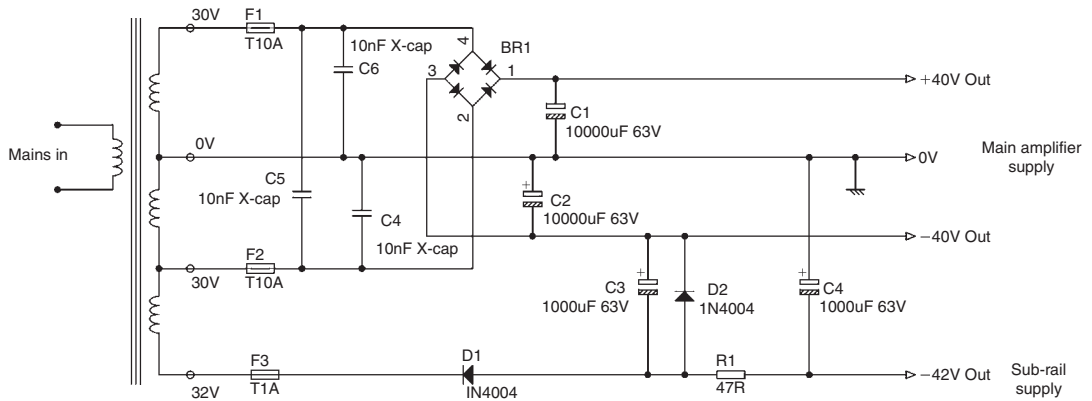 30V
F1
T10A
10nF X-cap
C6
4
BR1
3
1
2
+40V Out
C1
10000uF 63V
Mains in
0V
0V
Main amplifier
supply
C5
10nF X-cap
C4
10nF X-cap
+
C2
10000uF 63V
−40V Out
F2
30V
T10A
+
C3
1000uF 63V
D2
1N4004
+
C4
1000uF 63V
F3
32V
T1A
D1
IN4004
R1
47R
−42V Out
Sub-rail
supply